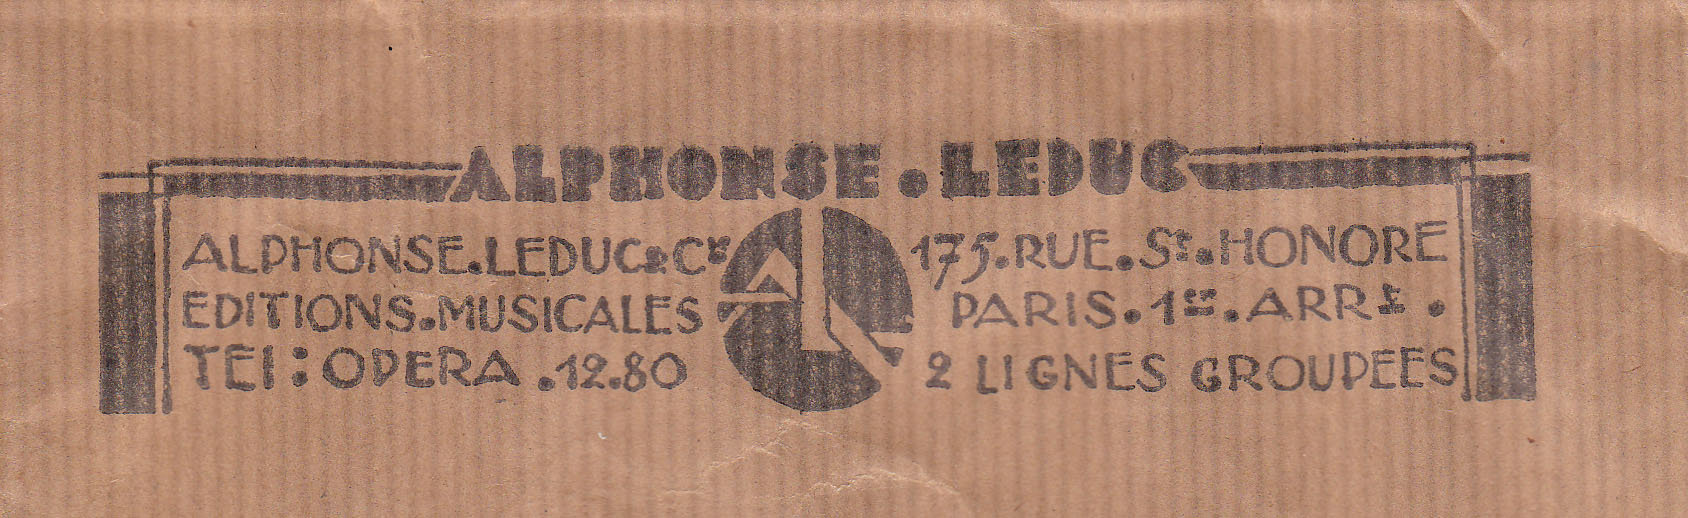 ALPHONSE.LEDUC
ALPHONSE.LEDUC & Cie
EDITIONS.MUSICALES
TEl: OPERA.12.80
AL
175.RUE.St.HONORE
PARIS.1er.ARRt.
2 LIGNES GROUPEES